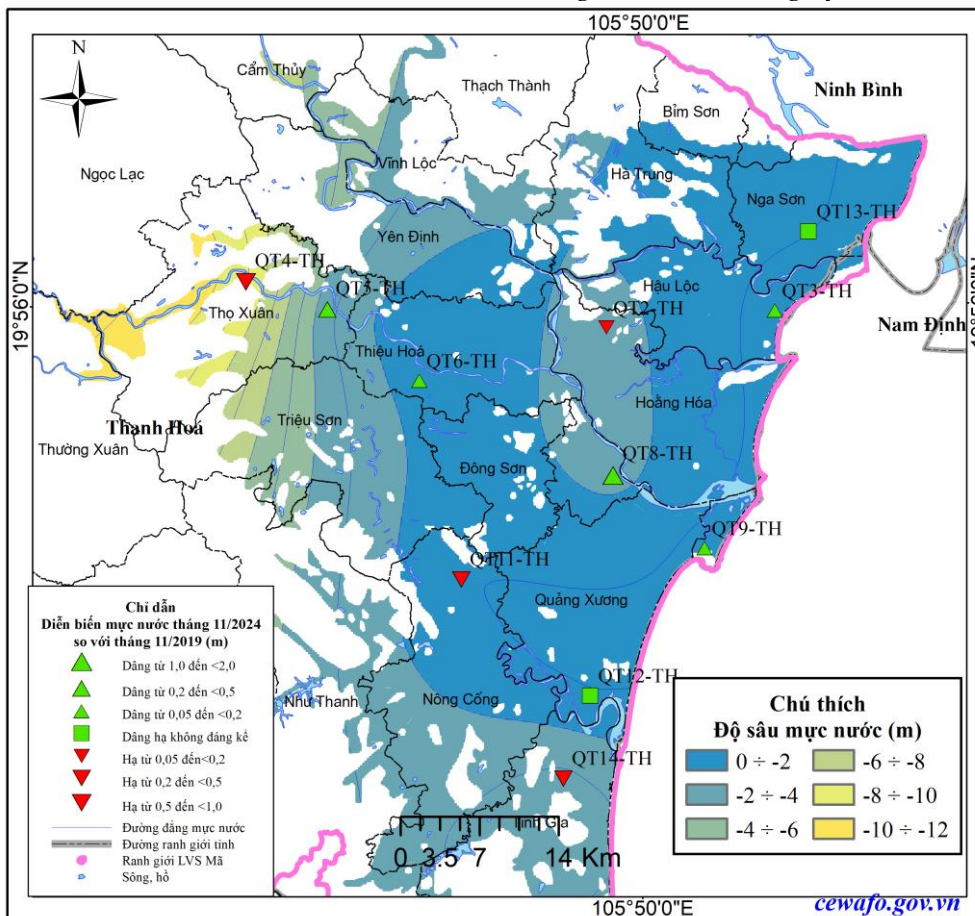 105°50'0"E
N
Cẩm Thủy
Thạch Thành
Bỉm Sơn
Ninh Bình
Ngọc Lạc
Vĩnh Lộc
Hà Trung
Nga Sơn
Yên Định
QT13-TH
QT4-TH
QT5-TH
Hậu Lộc
QT3-TH
19°56'0"N
Thọ Xuân
QT2-TH
Nam Định
Thiệu Hoá
QT6-TH
Hoằng Hóa
Triệu Sơn
Thanh Hoá
Thường Xuân
Đông Sơn
QT8-TH
QT9-TH
QT11-TH
Quảng Xương
QT12-TH
Như Thanh
Nông Cống
QT14-TH
Tĩnh Gia
0 3.5 7 14 Km
Chỉ dẫn
Diễn biến mực nước tháng 11/2024
so với tháng 11/2019 (m)
Dâng từ 1,0 đến <2,0
Dâng từ 0,2 đến <0,5
Dâng từ 0,05 đến <0,2
Dâng hạ không đáng kể
Hạ từ 0,05 đến<0,2
Hạ từ 0,2 đến <0,5
Hạ từ 0,5 đến <1,0
Đường đẳng mực nước
Đường ranh giới tỉnh
Ranh giới LVS Mã
Sông, hồ
Chú thích
Độ sâu mực nước (m)
0 ÷ -2
-2 ÷ -4
-4 ÷ -6
-6 ÷ -8
-8 ÷ -10
-10 ÷ -12
cewafo.gov.vn
105°50'0"E